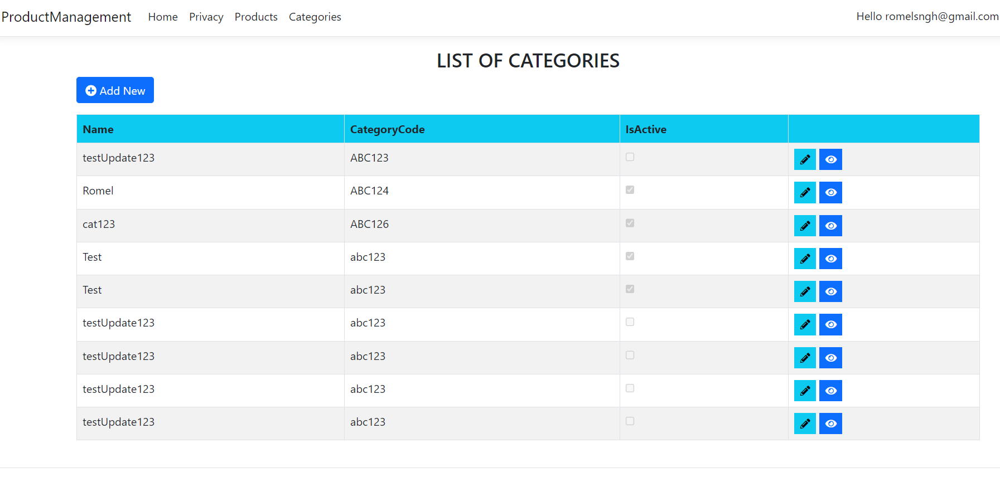 ProductManagement Home Privacy Products Categories Hello romelsngh@gmail.com
LIST OF CATEGORIES
Add New
Name CategoryCode IsActive
testUpdate123 ABC123
Romel ABC124
cat123 ABC126
Test abc123
Test abc123
testUpdate123 abc123
testUpdate123 abc123
testUpdate123 abc123
testUpdate123 abc123